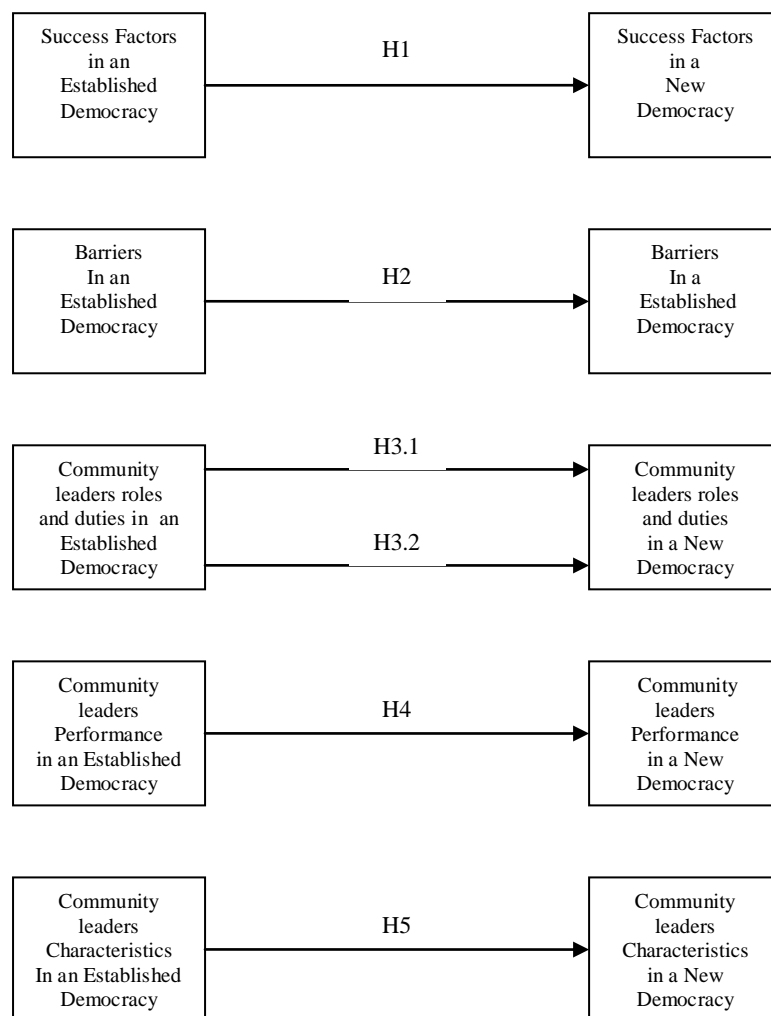 Success Factors
in an
Established
Democracy
H1
Success Factors
in a
New
Democracy
Barriers
In an
Established
Democracy
H2
Barriers
In a
Established
Democracy
Community
leaders roles
and duties in an
Established
Democracy
H3.1
H3.2
Community
leaders roles
and duties
in a New
Democracy
Community
leaders
Performance
in an Established
Democracy
H4
Community
leaders
Performance
in a New
Democracy
Community
leaders
Characteristics
In an Established
Democracy
H5
Community
leaders
Characteristics
in a New
Democracy